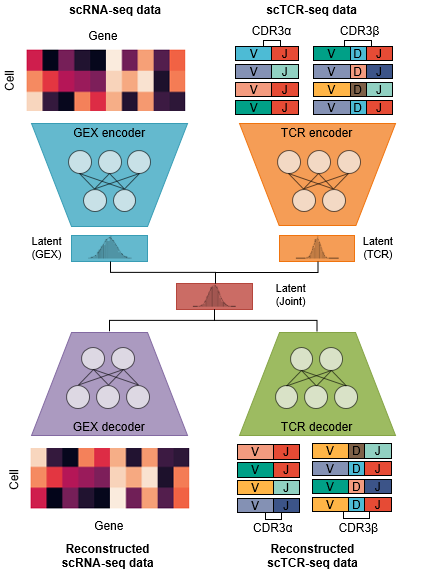 scRNA-seq data
scTCR-seq data
Gene
Cell
CDR3α
CDR3β
V J V D J
V J V D J
V J V D J
V J V D J
GEX encoder
TCR encoder
Latent
(GEX)
Latent
(TCR)
Latent
(Joint)
GEX decoder
TCR decoder
Cell
V J V D J
V J V D J
V J V D J
V J V D J
Gene
CDR3α
CDR3β
Reconstructed
scRNA-seq data
Reconstructed
scTCR-seq data